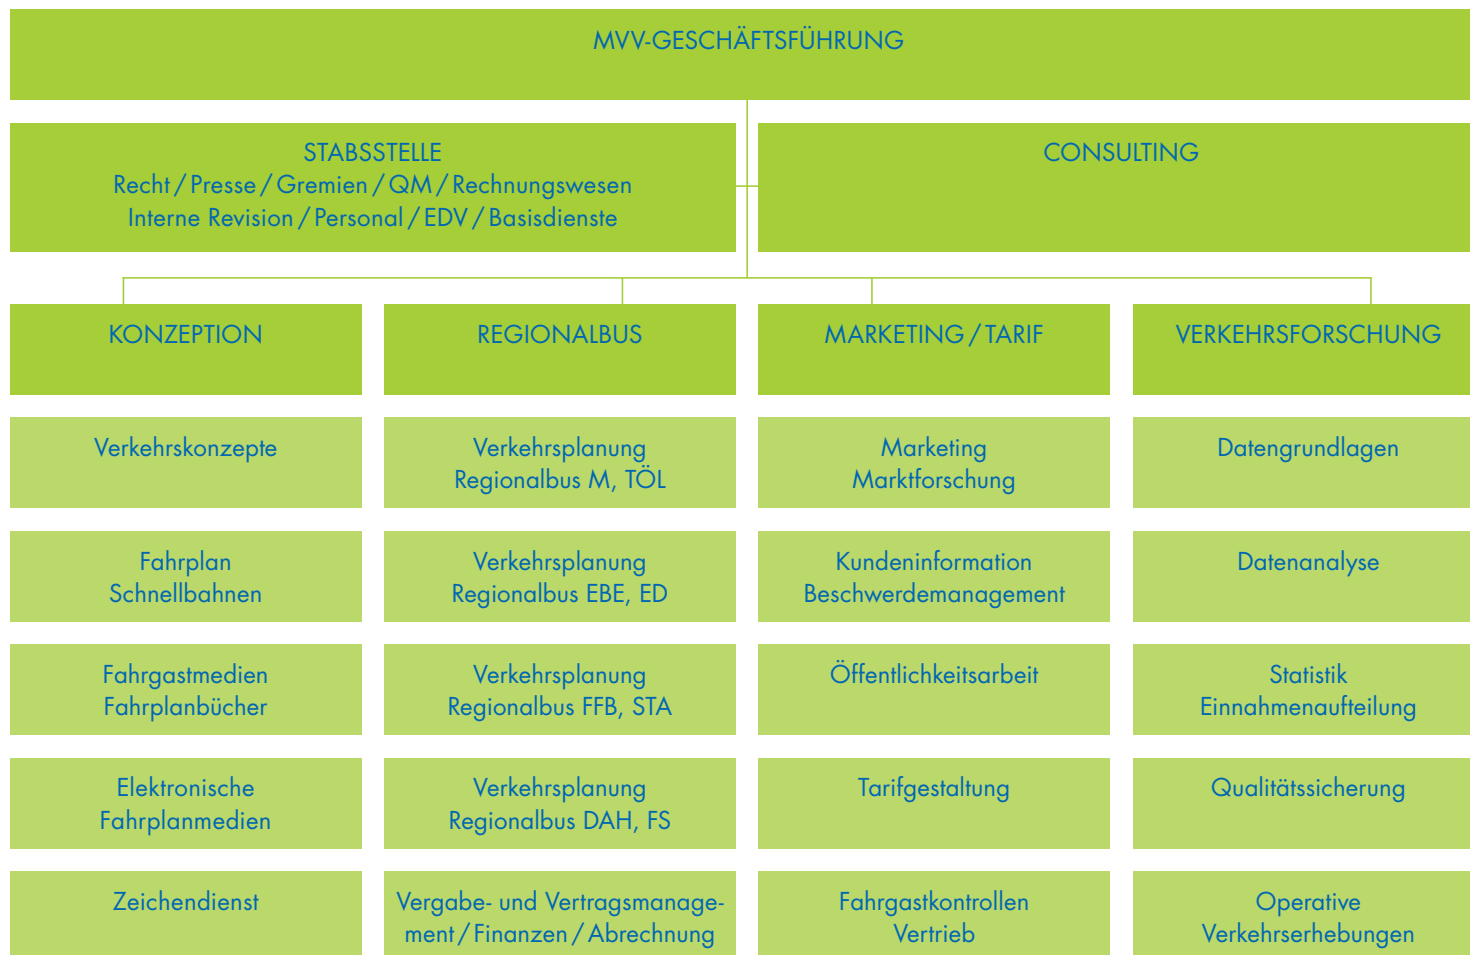 MVV-GESCHÄFTSFÜHRUNG
STABSSTELLE
Recht / Presse / Gremien / QM / Rechnungswesen
Interne Revision / Personal / EDV / Basisdienste
CONSULTING
KONZEPTION
REGIONALBUS
MARKETING / TARIF
VERKEHRSFORSCHUNG
Verkehrskonzepte
Verkehrsplanung
Regionalbus M, TÖL
Marketing
Marktforschung
Datengrundlagen
Fahrplan
Schnellbahnen
Verkehrsplanung
Regionalbus EBE, ED
Kundeninformation
Beschwerdemanagement
Datenanalyse
Fahrgastmedien
Fahrplanbücher
Verkehrsplanung
Regionalbus FFB, STA
Öffentlichkeitsarbeit
Statistik
Einnahmenaufteilung
Elektronische
Fahrplanmedien
Verkehrsplanung
Regionalbus DAH, FS
Tarifgestaltung
Qualitätssicherung
Zeichendienst
Vergabe- und Vertragsmanage-
ment / Finanzen / Abrechnung
Fahrgastkontrollen
Vertrieb
Operative
Verkehrserhebungen